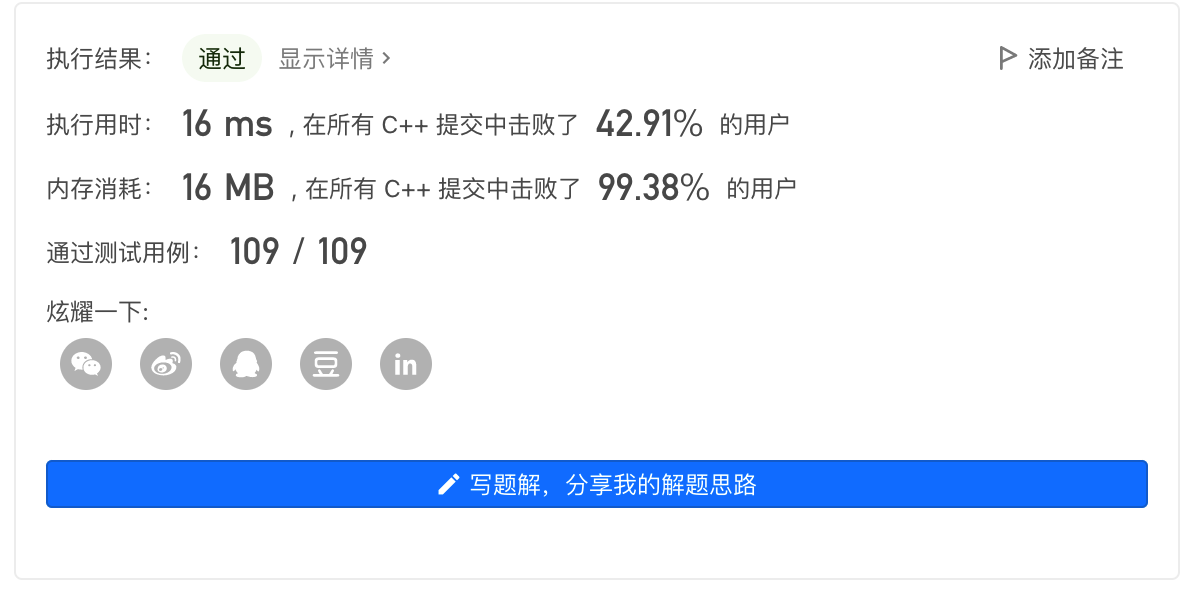 执行结果： 通过 显示详情 > 添加备注
执行用时： 16 ms , 在所有 C++ 提交中击败了 42.91% 的用户
内存消耗： 16 MB , 在所有 C++ 提交中击败了 99.38% 的用户
通过测试用例： 109 / 109
炫耀一下:
豆 in
写题解，分享我的解题思路